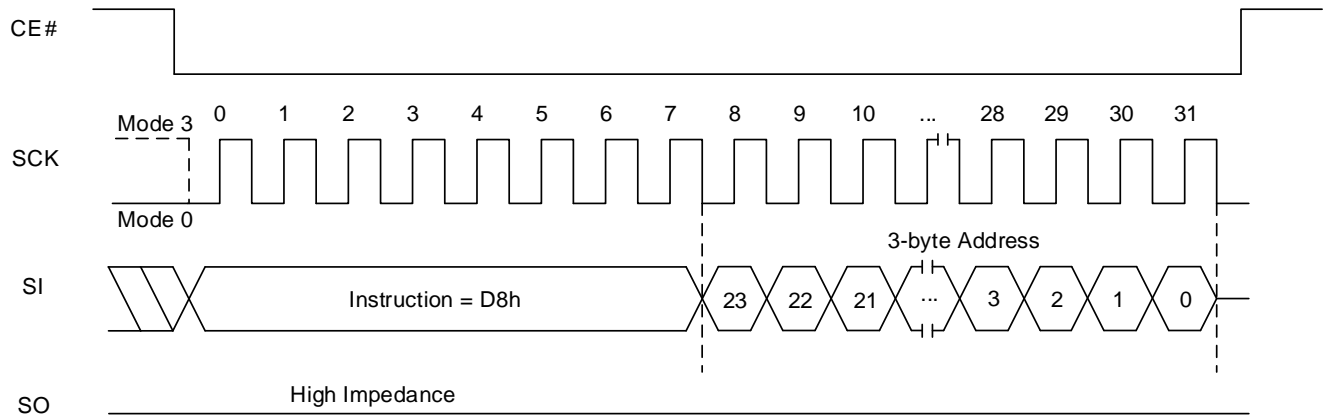 CE#
0 1 2 3 4 5 6 7 8 9 10 ... 28 29 30 31
Mode 3
SCK
Mode 0
3-byte Address
SI
Instruction = D8h 23 22 21 ... 3 2 1 0
High Impedance
SO